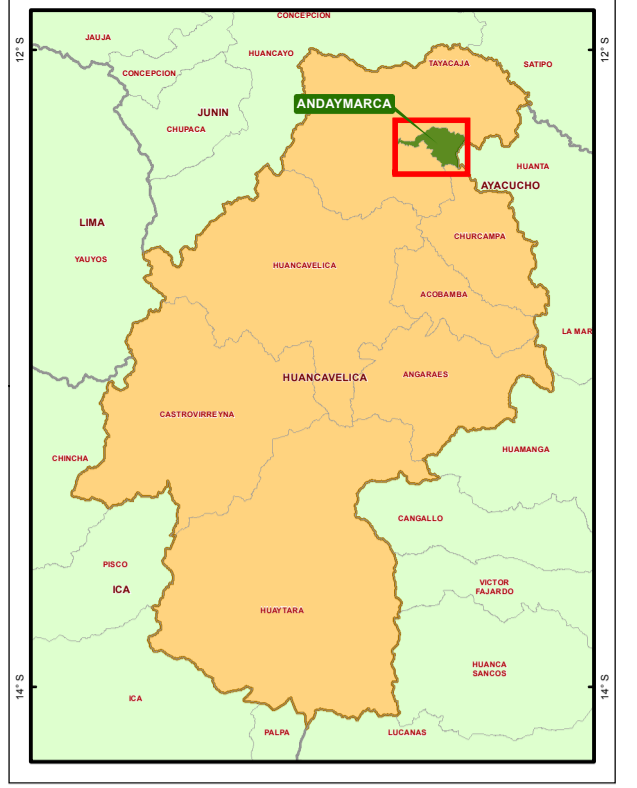 CONCEPCION
JAUJA
12° S
12° S
HUANCAYO
TAYACAJA
SATIPO
CONCEPCION
ANDAYMARCA
JUNIN
CHUPACA
HUANTA
AYACUCHO
LIMA
CHURCAMPA
YAUYOS
HUANCAVELICA
ACOBAMBA
LA MAR
ANGARAES
HUANCAVELICA
CASTROVIRREYNA
HUAMANGA
CHINCHA
CANGALLO
PISCO
ICA
VICTOR
FAJARDO
HUAYTARA
HUANCA
SANCOS
14° S
14° S
ICA
PALPA
LUCANAS